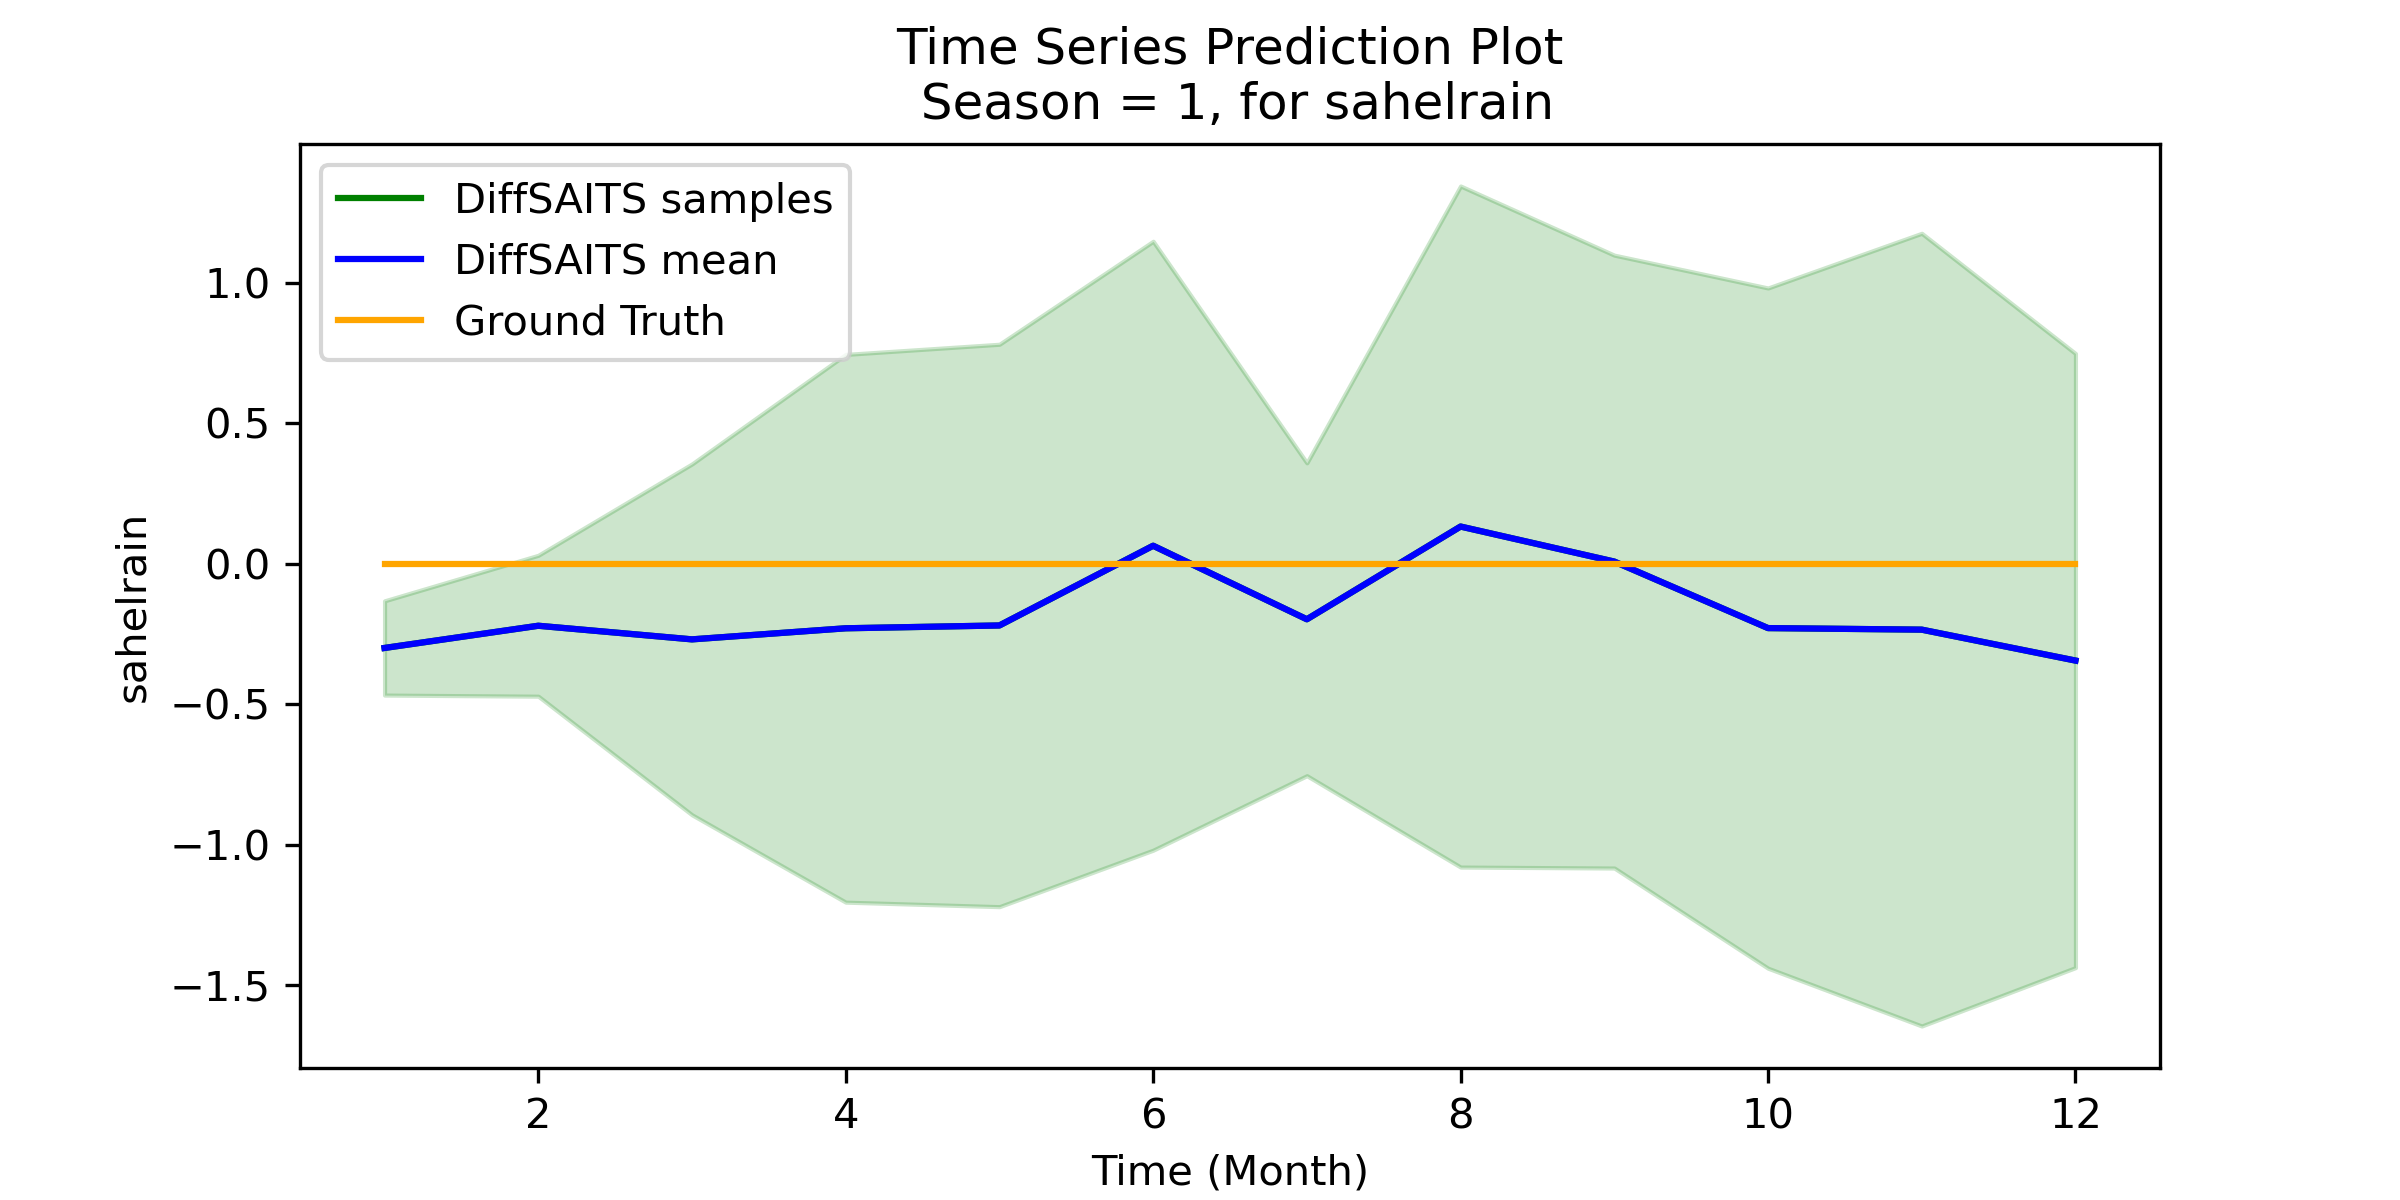 Time Series Prediction Plot
Season = 1, for sahelrain
DiffSAITS samples
DiffSAITS mean
Ground Truth
1.0
0.5
0.0
−0.5
−1.0
−1.5
sahelrain
2 4 6 8 10 12
Time (Month)